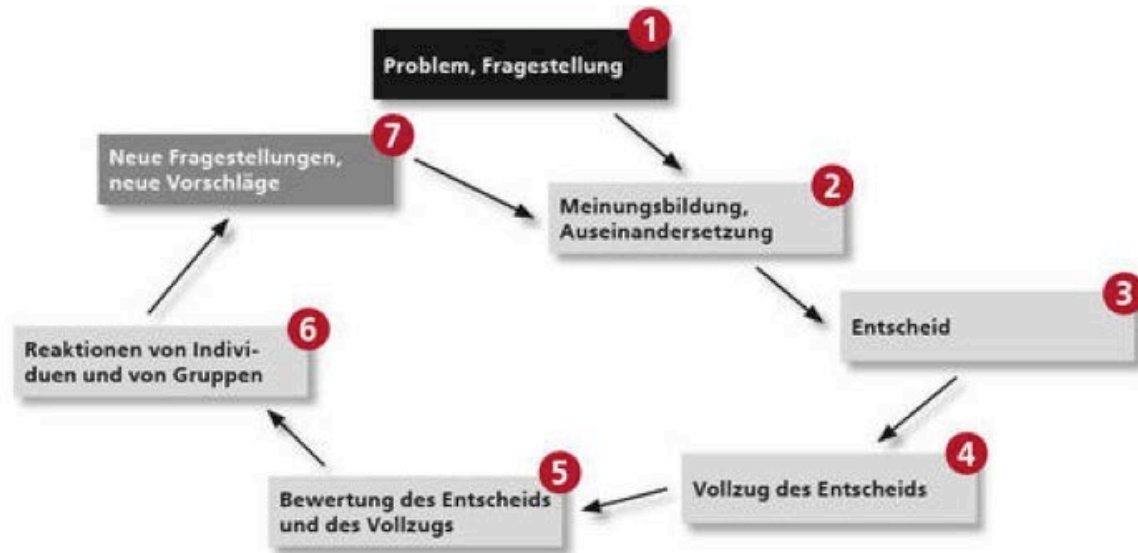 1
Problem, Fragestellung
7
Neue Fragestellungen,
neue Vorschläge
2
Meinungsbildung,
Auseinandersetzung
3
Entscheid
6
Reaktionen von Indivi-
duen und von Gruppen
4
Vollzug des Entscheids
5
Bewertung des Entscheids
und des Vollzugs